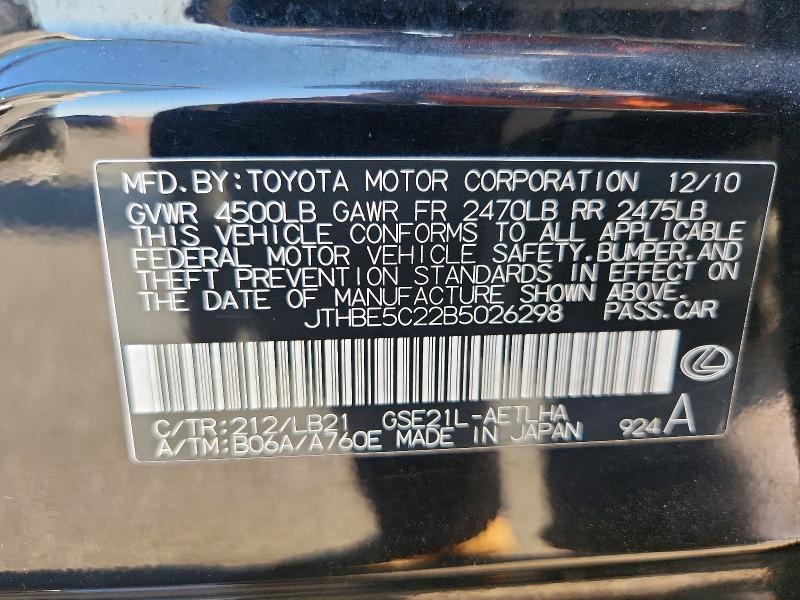 MFD.BY:TOYOTA MOTOR CORPORATION 12/10
GVWR 4500LB GAWR FR 2470LB RR 2475LB
THIS VEHICLE CONFORMS TO ALL APPLICABLE
FEDERAL MOTOR VEHICLE SAFETY.BUMPER.AND
THEFT PREVENTION STANDARDS IN EFFECT ON
THE DATE OF MANUFACTURE SHOWN ABOVE.
JTHBE5C22B5026298 PASS.CAR
C/TR:212/LB21 GSE21L-AETLHA
A/TM:B06A/A760E MADE IN JAPAN 924A